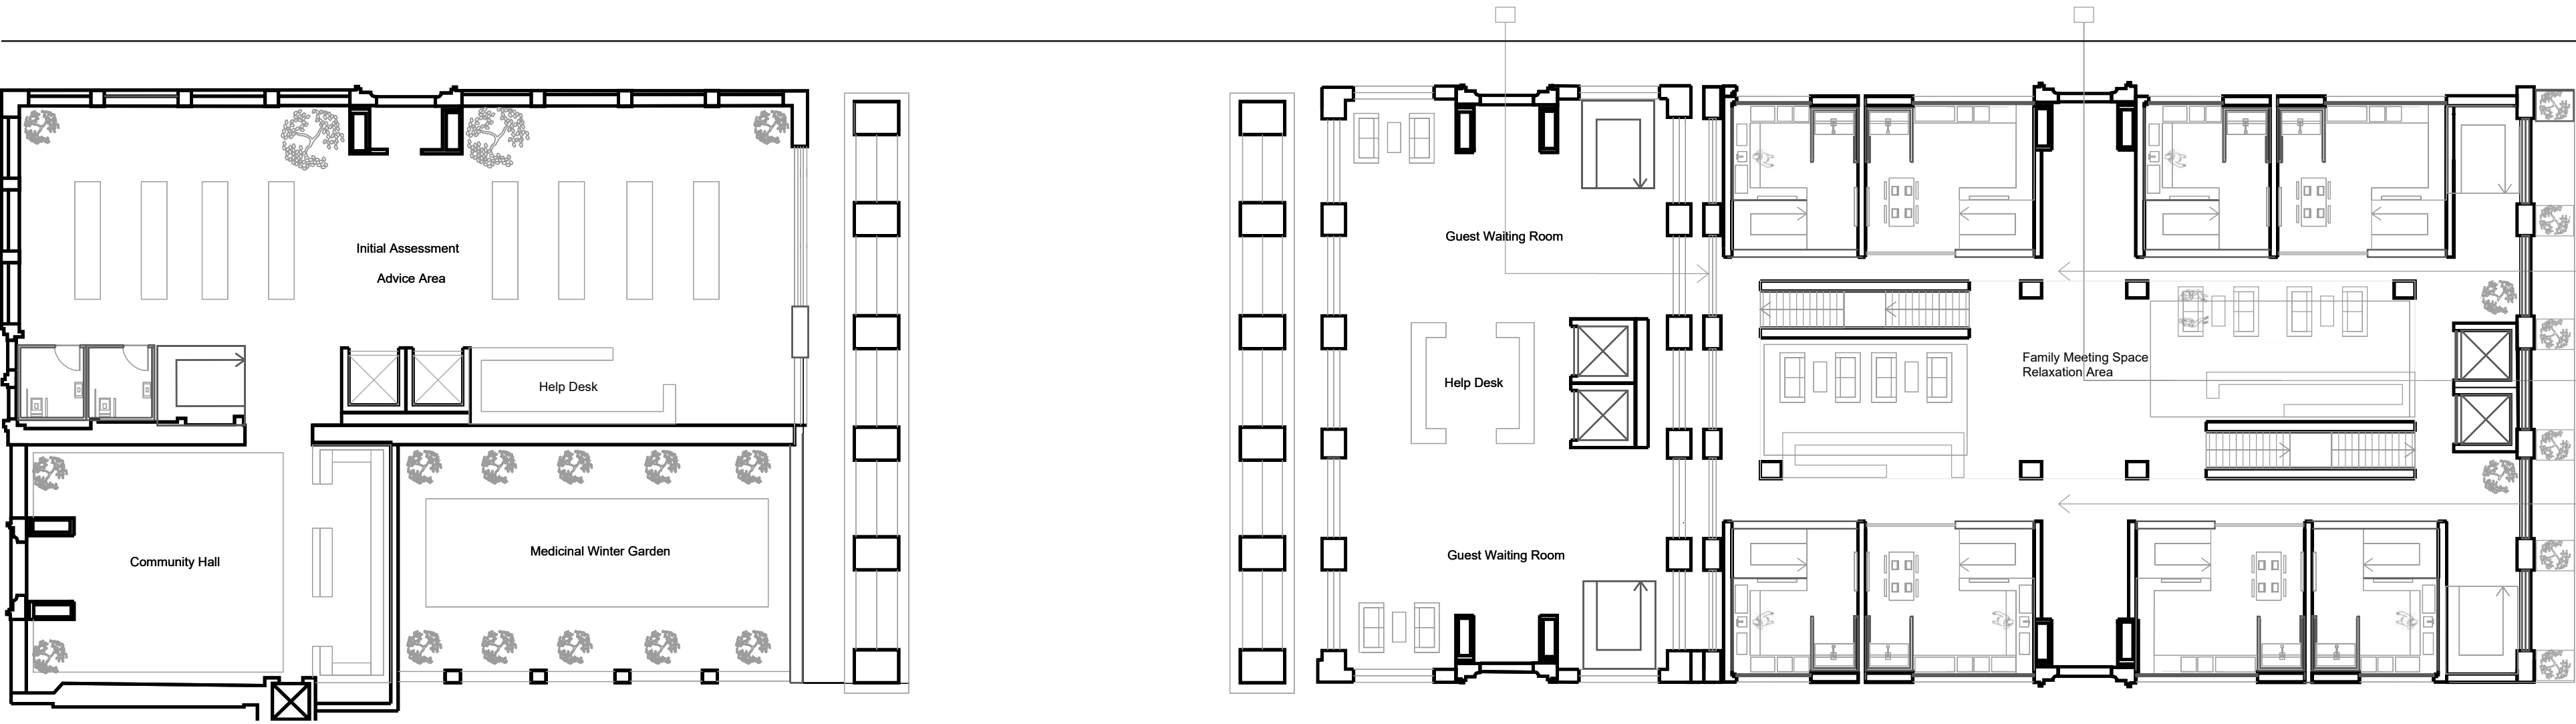 Initial Assessment
Advice Area
Help Desk
Community Hall
Medicinal Winter Garden
Guest Waiting Room
Help Desk
Guest Waiting Room
Family Meeting Space
Relaxation Area